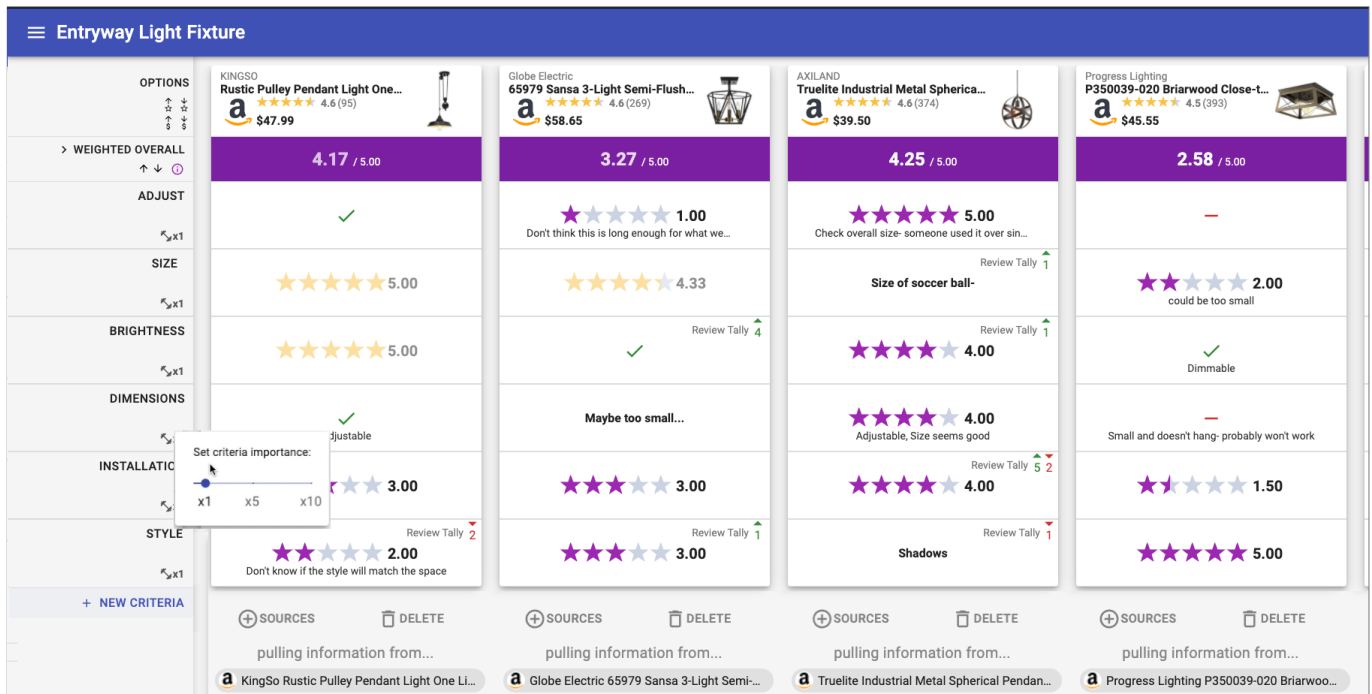 Entryway Light Fixture
OPTIONS
WEIGHTED OVERALL
ADJUST
x1
SIZE
x1
BRIGHTNESS
x1
DIMENSIONS
INSTALLATIO
STYLE
x1
+ NEW CRITERIA
Set criteria importance:
x1 x5 x10
KINGSO
Rustic Pulley Pendant Light One...
4.6 (95)
$47.99
4.17 / 5.00
5.00
5.00
djustable
3.00
Review Tally 2
2.00
Don't know if the style will match the space
SOURCES DELETE
pulling information from...
KingSo Rustic Pulley Pendant Light One Li...
Globe Electric
65979 Sansa 3-Light Semi-Flush...
4.6 (269)
$58.65
3.27 / 5.00
1.00
Don't think this is long enough for what we...
4.33
Review Tally 4
Maybe too small...
3.00
Review Tally 1
3.00
SOURCES DELETE
pulling information from...
Globe Electric 65979 Sansa 3-Light Semi-...
AXILAND
Truelite Industrial Metal Spherica...
4.6 (374)
$39.50
4.25 / 5.00
5.00
Check overall size- someone used it over sin...
Review Tally 1
Size of soccer ball-
Review Tally 1
4.00
4.00
Adjustable, Size seems good
Review Tally 5 2
4.00
Review Tally 1
Shadows
SOURCES DELETE
pulling information from...
Truelite Industrial Metal Spherical Pendan...
Progress Lighting
P350039-020 Briarwood Close-t...
4.5 (393)
$45.55
2.58 / 5.00
2.00
could be too small
Dimmable
Small and doesn't hang- probably won't work
1.50
5.00
SOURCES DELETE
pulling information from...
Progress Lighting P350039-020 Briarwoo...